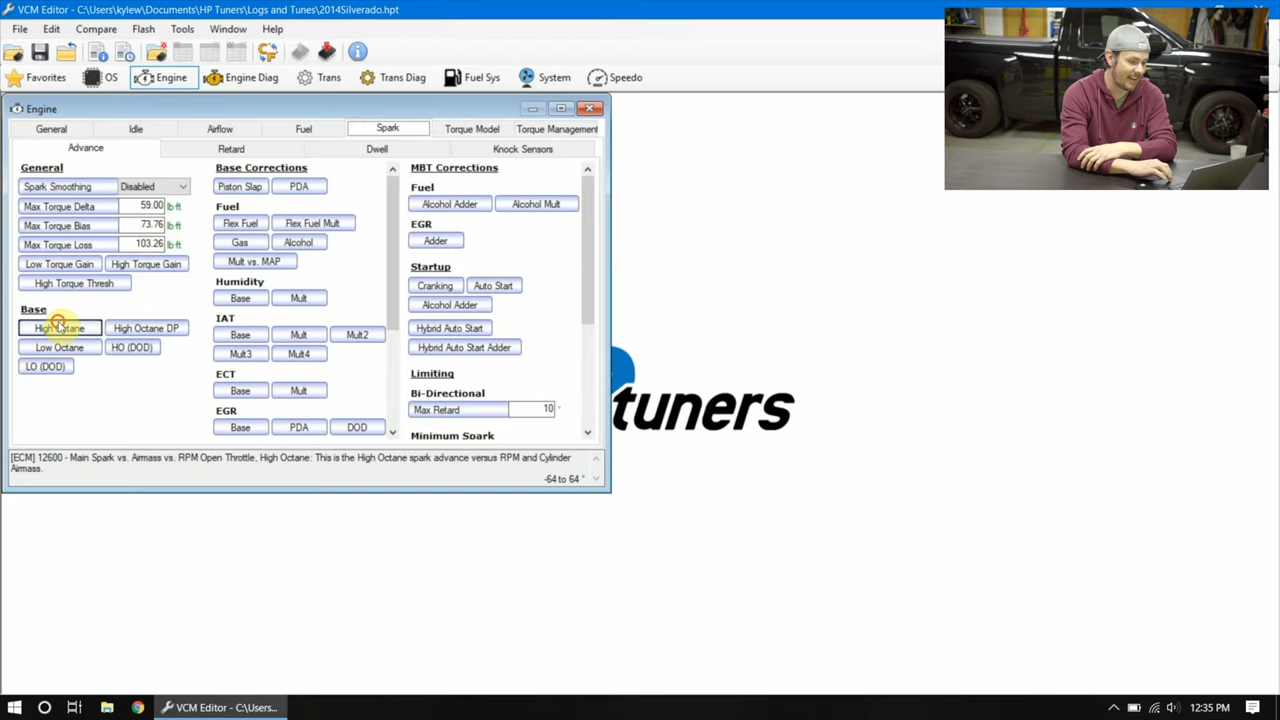 VCM Editor - C:\Users\kylew\Documents\HP Tuners\Logs and Tunes\2014Silverado.hpt
File Edit Compare Flash Tools Window Help
Favorites OS Engine Engine Diag Trans Trans Diag Fuel Sys System Speedo
Engine
General Idle Airflow Fuel Spark Torque Model Torque Management
Advance Retard Dwell Knock Sensors
General
Spark Smoothing Disabled
Max Torque Delta 59.00 lb·ft
Max Torque Bias 73.76 lb·ft
Max Torque Loss 103.26 lb·ft
Low Torque Gain High Torque Gain
High Torque Thresh
Base
High Octane High Octane DP
Low Octane HO (DOD)
LO (DOD)
Base Corrections
Piston Slap PDA
Fuel
Flex Fuel Flex Fuel Mult
Gas Alcohol
Mult vs. MAP
Humidity
Base Mult
IAT
Base Mult Mult2
Mult3 Mult4
ECT
Base Mult
EGR
Base PDA DOD
MBT Corrections
Fuel
Alcohol Adder Alcohol Mult
EGR
Adder
Startup
Cranking Auto Start
Alcohol Adder
Hybrid Auto Start
Hybrid Auto Start Adder
Limiting
Bi-Directional
Max Retard 10 °
Minimum Spark
[ECM] 12600 - Main Spark vs. Airmass vs. RPM Open Throttle, High Octane: This is the High Octane spark advance versus RPM and Cylinder
Airmass.
-64 to 64 °
tuners
VCM Editor - C:\Users... 12:35 PM